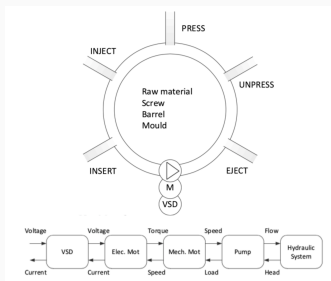 PRESS
INJECT
UNPRESS
Raw material
Screw
Barrel
Mould
INSERT
EJECT
M
VSD
Voltage
Voltage
Torque
Speed
Flow
VSD
Elec. Mot
Mech. Mot
Pump
Hydraulic
System
Current
Current
Speed
Load
Head